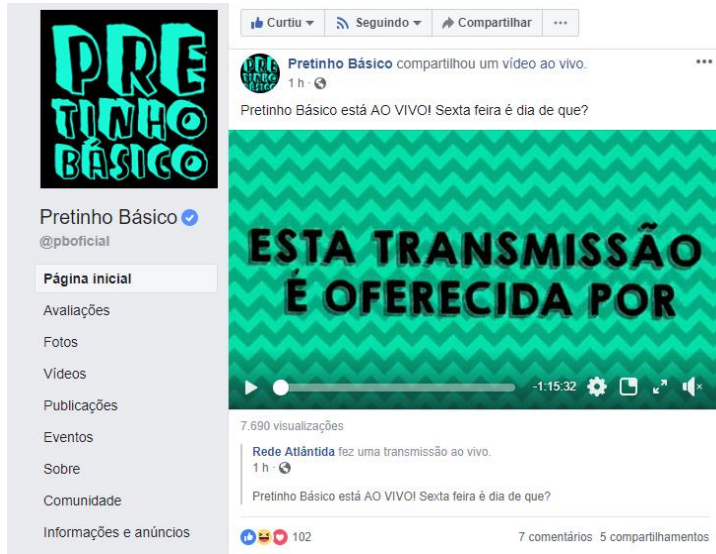 PRE
TINHO
BÁSICO
Pretinho Básico
@pboficial
Página inicial
Avaliações
Fotos
Vídeos
Publicações
Eventos
Sobre
Comunidade
Informações e anúncios
Curtiu Seguindo Compartilhar ...
PRE
TINHO
BÁSICO
Pretinho Básico compartilhou um vídeo ao vivo.
1 h ·
Pretinho Básico está AO VIVO! Sexta feira é dia de que?
ESTA TRANSMISSÃO
É OFERECIDA POR
-1:15:32
7.690 visualizações
Rede Atlântida fez uma transmissão ao vivo.
1 h ·
Pretinho Básico está AO VIVO! Sexta feira é dia de que?
102 7 comentários 5 compartilhamentos